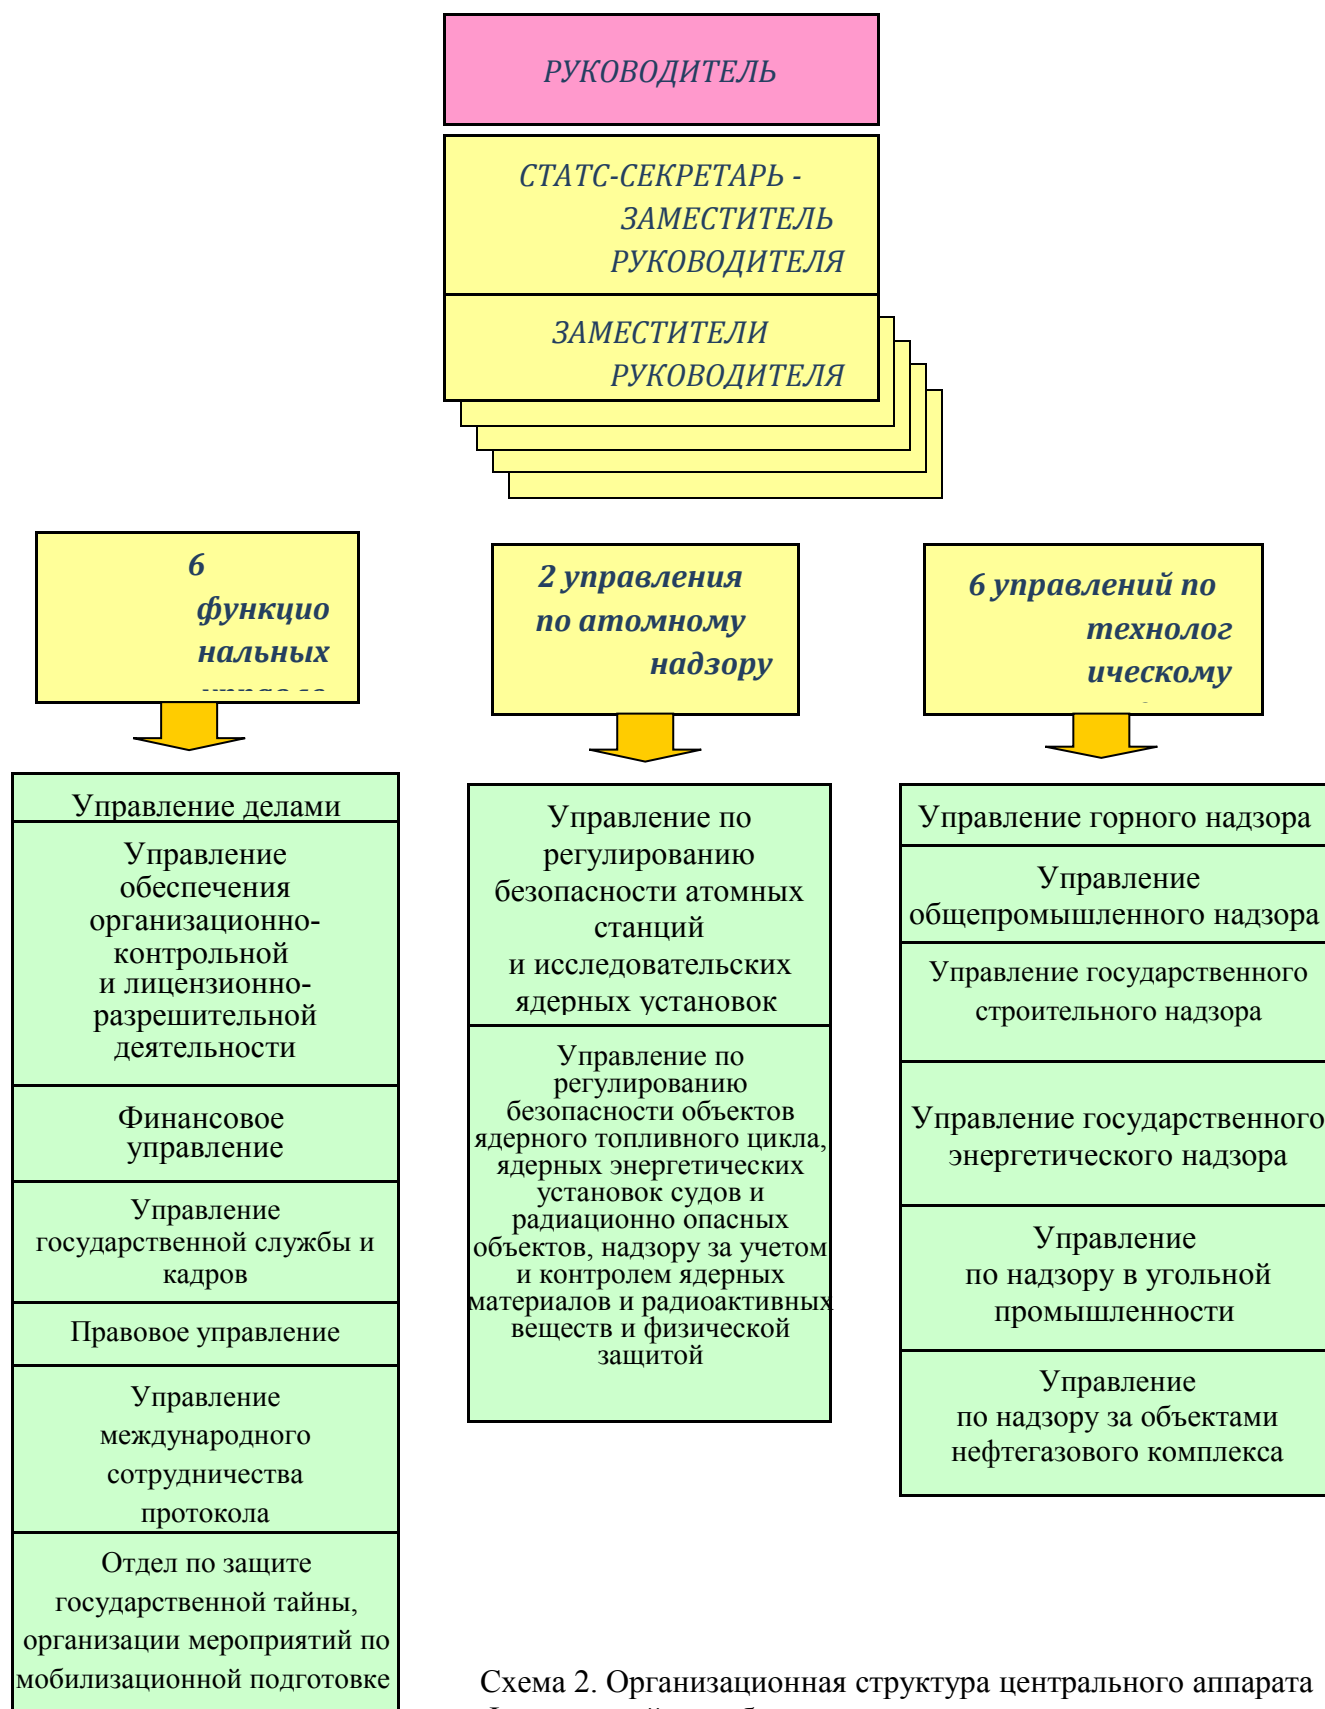 РУКОВОДИТЕЛЬ
СТАТС-СЕКРЕТАРЬ -
ЗАМЕСТИТЕЛЬ
РУКОВОДИТЕЛЯ
ЗАМЕСТИТЕЛИ
РУКОВОДИТЕЛЯ
6
функцио
нальных
2 управления
по атомному
надзору
6 управлений по
технолог
ическому
Управление делами
Управление
обеспечения
организационно-
контрольной
и лицензионно-
разрешительной
деятельности
Финансовое
управление
Управление
государственной службы и
кадров
Правовое управление
Управление
международного
сотрудничества
протокола
Отдел по защите
государственной тайны,
организации мероприятий по
мобилизационной подготовке
Управление по
регулированию
безопасности атомных
станций
и исследовательских
ядерных установок
Управление по
регулированию
безопасности объектов
ядерного топливного цикла,
ядерных энергетических
установок судов и
радиационно опасных
объектов, надзору за учетом
и контролем ядерных
материалов и радиоактивных
веществ и физической
защитой
Управление горного надзора
Управление
общепромышленного надзора
Управление государственного
строительного надзора
Управление государственного
энергетического надзора
Управление
по надзору в угольной
промышленности
Управление
по надзору за объектами
нефтегазового комплекса
Схема 2. Организационная структура центрального аппарата